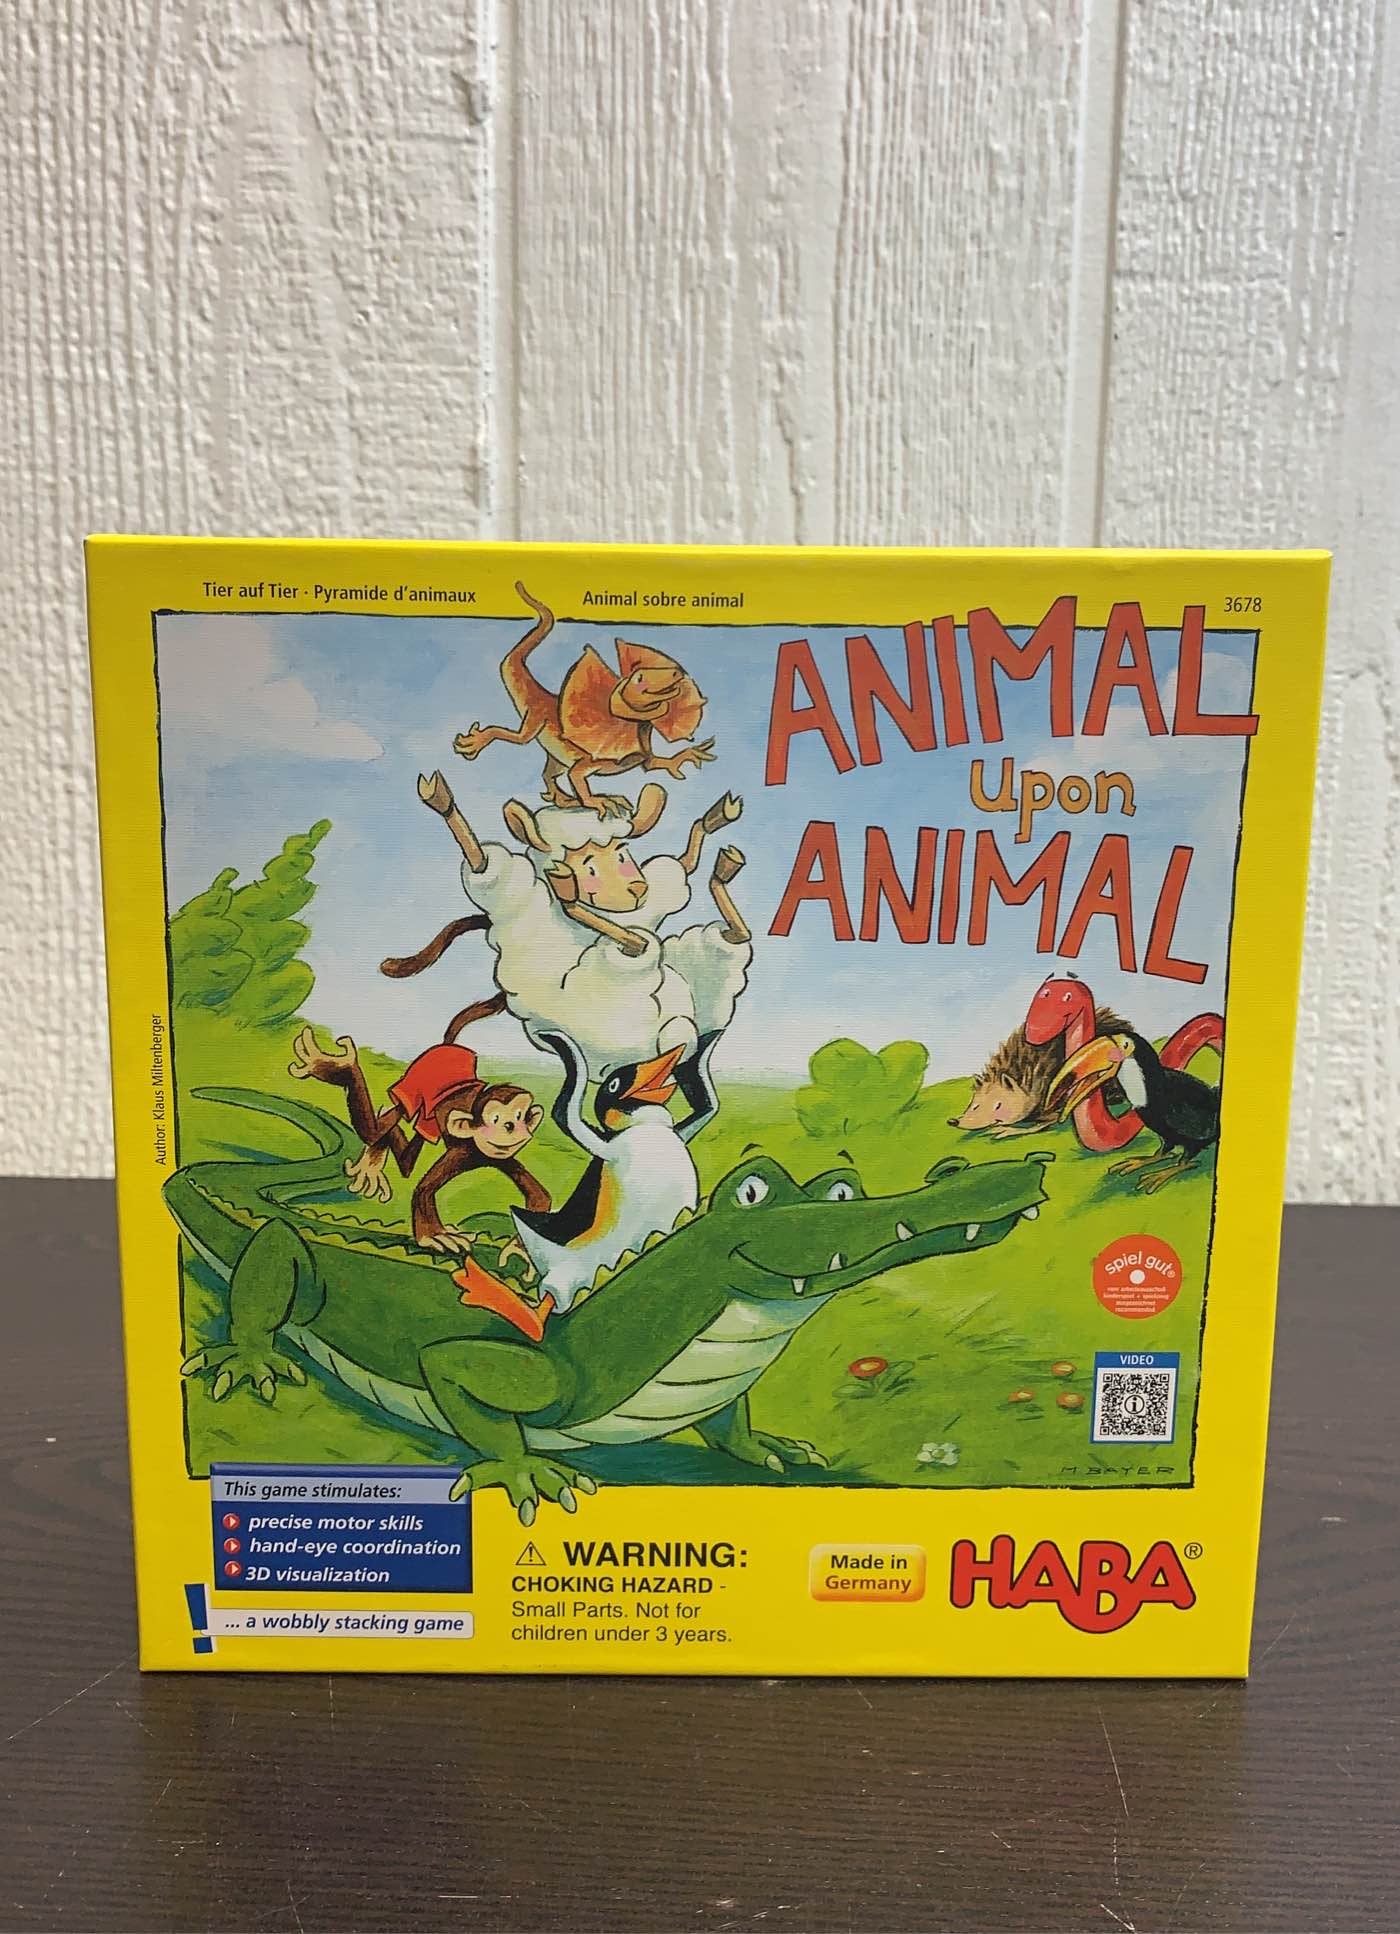 Tier auf Tier · Pyramide d'animaux
Animal sobre animal
3678
ANIMAL
upon
ANIMAL
Author: Klaus Miltenberger
spiel gut®
recommended
VIDEO
i
M BAYER
This game stimulates:
precise motor skills
hand-eye coordination
3D visualization
! ... a wobbly stacking game
⚠ WARNING:
CHOKING HAZARD -
Small Parts. Not for
children under 3 years.
Made in
Germany
HABA®